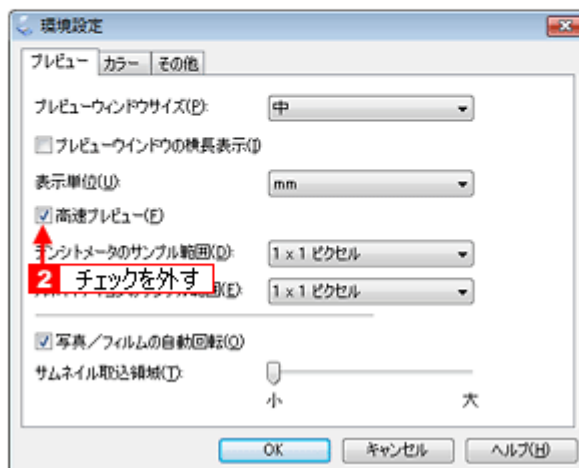 環境設定
プレビュー カラー その他
プレビューウィンドウサイズ(P): 中
プレビューウインドウの横長表示(I)
表示単位(U): mm
高速プレビュー(F)
デンシトメータのサンプル範囲(D): 1 x 1 ピクセル
2 チェックを外す
範囲(E): 1 x 1 ピクセル
写真/フィルムの自動回転(O)
サムネイル取込領域(T):
小 大
OK キャンセル ヘルプ(H)